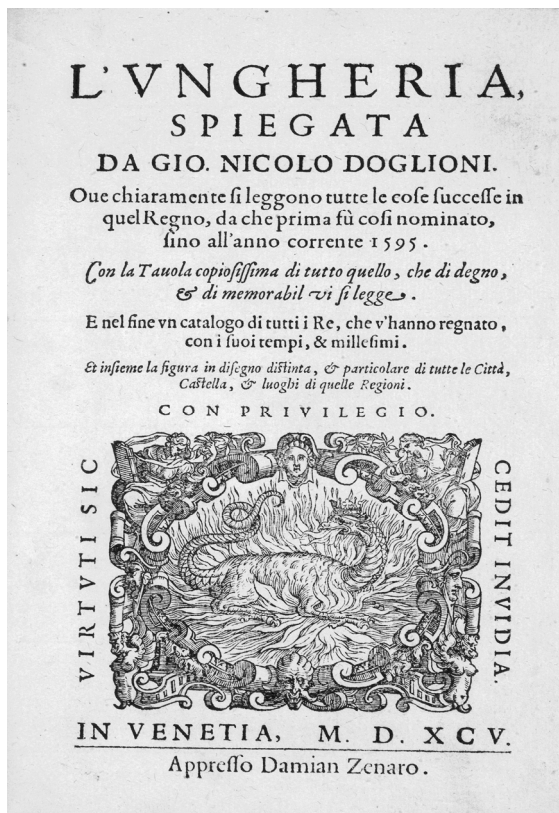 L'VNGHERIA,
SPIEGATA
DA GIO. NICOLO DOGLIONI.
Oue chiaramente ſi leggono tutte le coſe ſucceſſe in
quel Regno, da che prima fù coſi nominato,
ſino all'anno corrente 1595.
Con la Tauola copioſiſſima di tutto quello, che di degno,
& di memorabil vi ſi legge.
E nel fine vn catalogo di tutti i Re, che v'hanno regnato,
con i ſuoi tempi, & milleſimi.
Et inſieme la figura in diſegno diſtinta, & particolare di tutte le Città,
Caſtella, & luoghi di quelle Regioni.
CON PRIVILEGIO.
VIRTVTI SIC
CEDIT INVIDIA.
IN VENETIA, M. D. XCV.
Appreſſo Damian Zenaro.